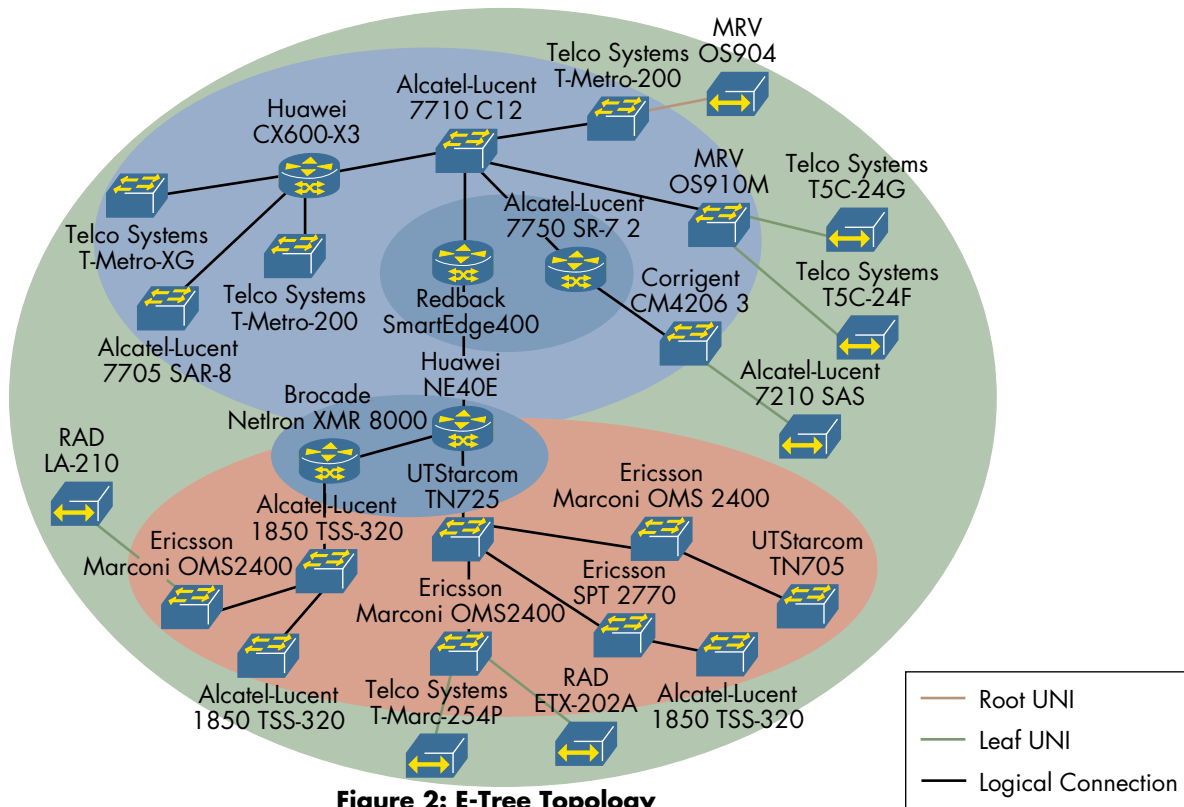 MRV
OS904
Telco Systems
T-Metro-200
Alcatel-Lucent
7710 C12
Huawei
CX600-X3
MRV
OS910M
Telco Systems
T5C-24G
Alcatel-Lucent
7750 SR-7 2
Telco Systems
T-Metro-XG
Telco Systems
T-Metro-200
Redback
SmartEdge400
Corrigent
CM4206 3
Telco Systems
T5C-24F
Alcatel-Lucent
7705 SAR-8
Huawei
NE40E
Alcatel-Lucent
7210 SAS
Brocade
NetIron XMR 8000
RAD
LA-210
UTStarcom
TN725
Ericsson
Marconi OMS 2400
Alcatel-Lucent
1850 TSS-320
Ericsson
Marconi OMS2400
UTStarcom
TN705
Ericsson
SPT 2770
Ericsson
Marconi OMS2400
Alcatel-Lucent
1850 TSS-320
Telco Systems
T-Marc-254P
RAD
ETX-202A
Alcatel-Lucent
1850 TSS-320
Root UNI
Leaf UNI
Logical Connection
Figure 2: E-Tree Topology